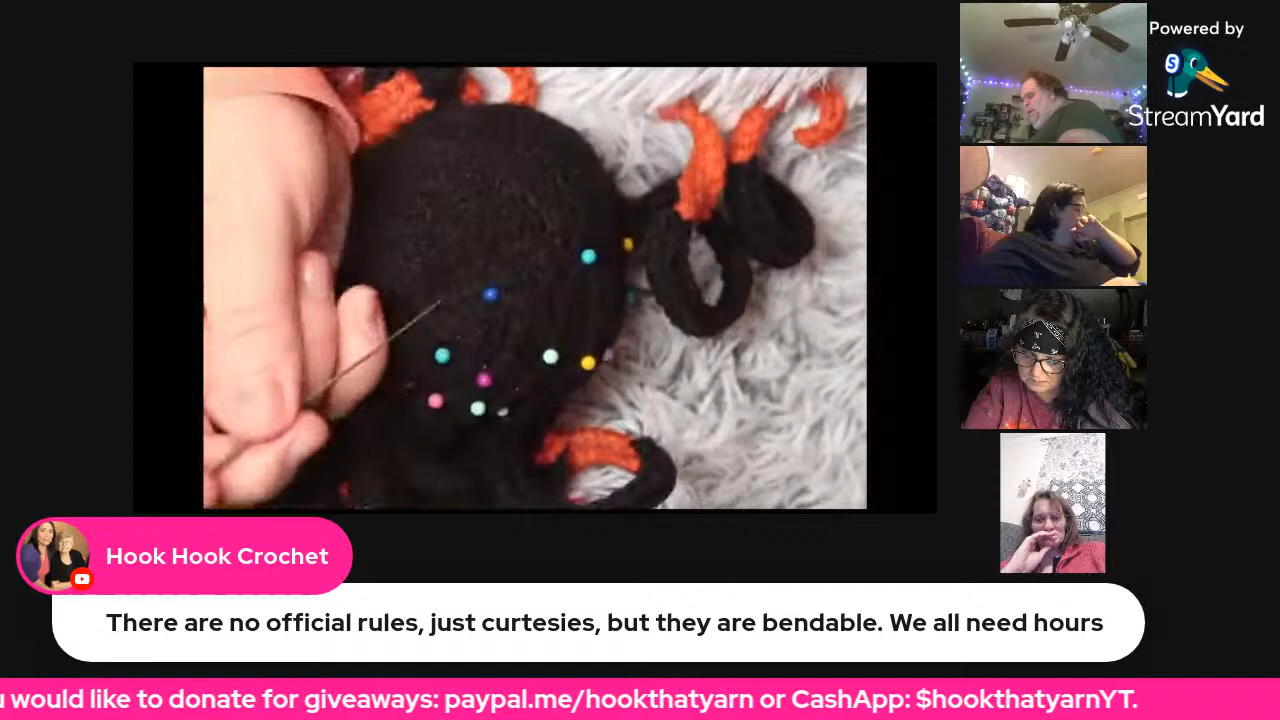 Powered by
StreamYard
Hook Hook Crochet
There are no official rules, just curtesies, but they are bendable. We all need hours
u would like to donate for giveaways: paypal.me/hookthatyarn or CashApp: $hookthatyarnYT.